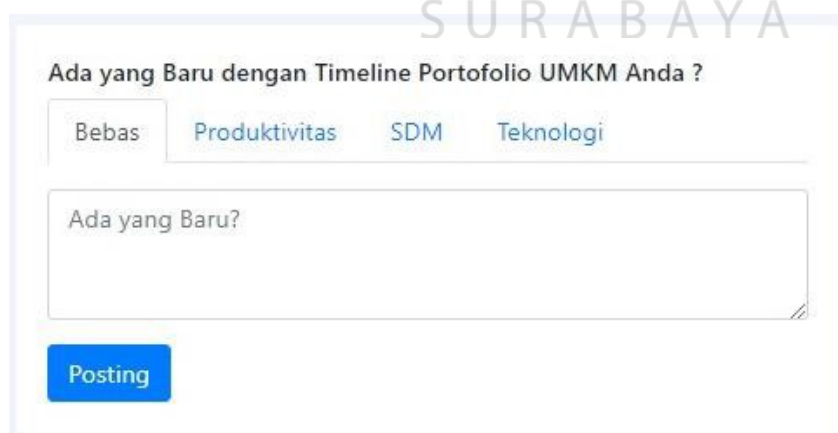 SURABAYA
Ada yang Baru dengan Timeline Portofolio UMKM Anda ?
Bebas Produktivitas SDM Teknologi
Ada yang Baru?
Posting